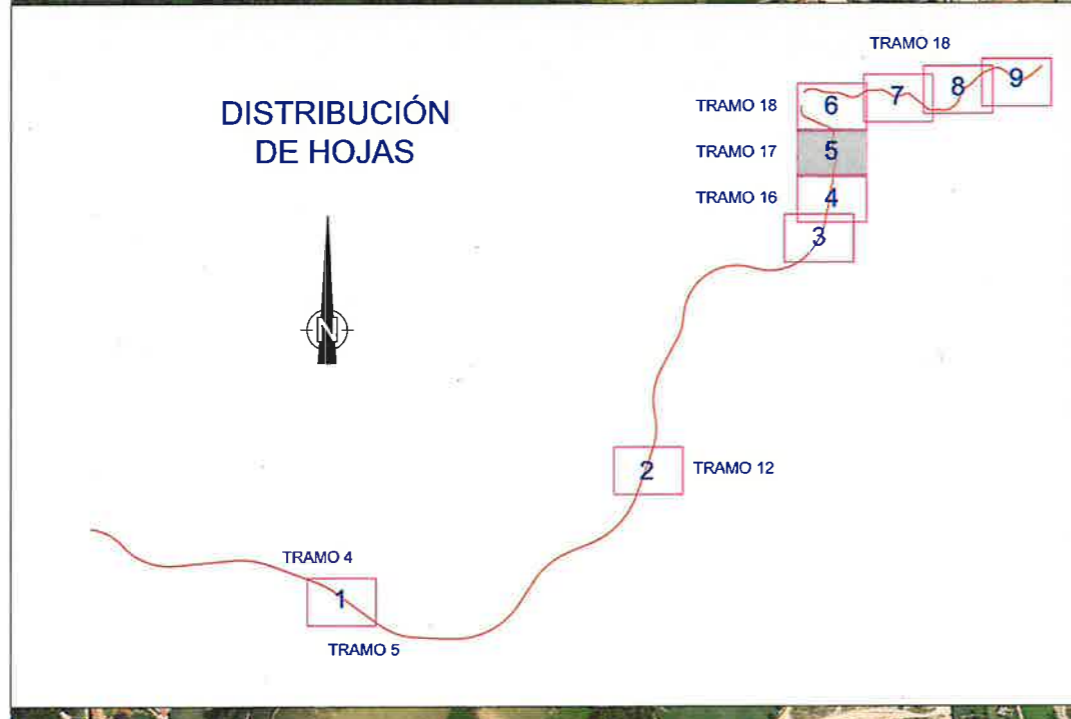 DISTRIBUCIÓN
DE HOJAS
N
TRAMO 18
9
8
7
6
TRAMO 18
5
TRAMO 17
4
TRAMO 16
3
2
TRAMO 12
TRAMO 4
1
TRAMO 5